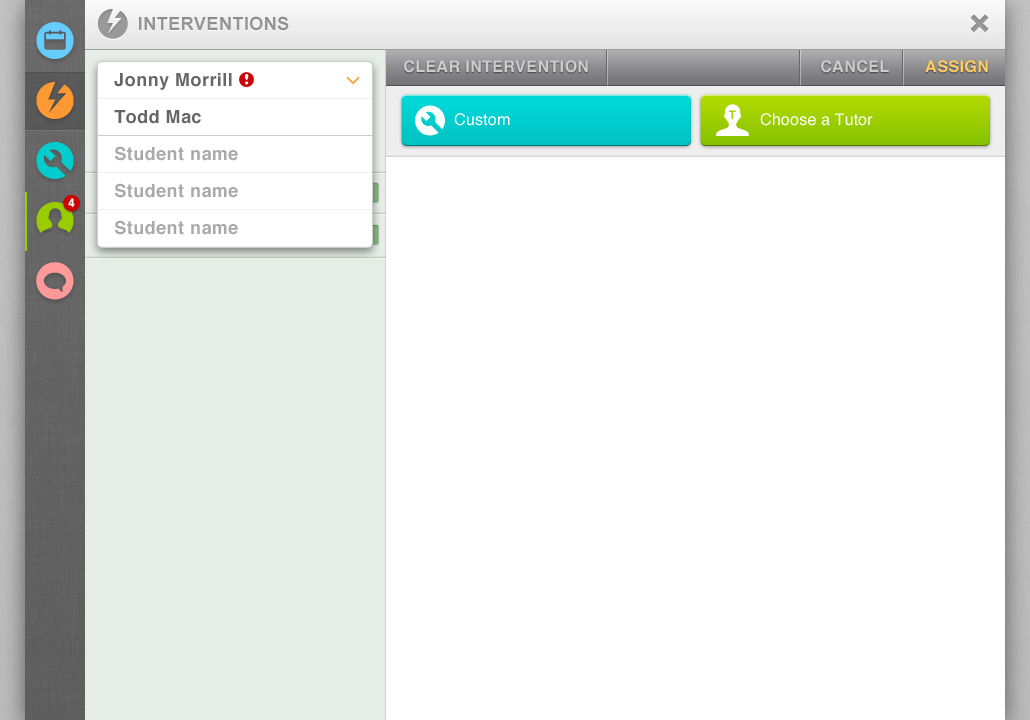 INTERVENTIONS
Jonny Morrill
Todd Mac
Student name
Student name
Student name
4
CLEAR INTERVENTION
CANCEL
ASSIGN
Custom
T
Choose a Tutor